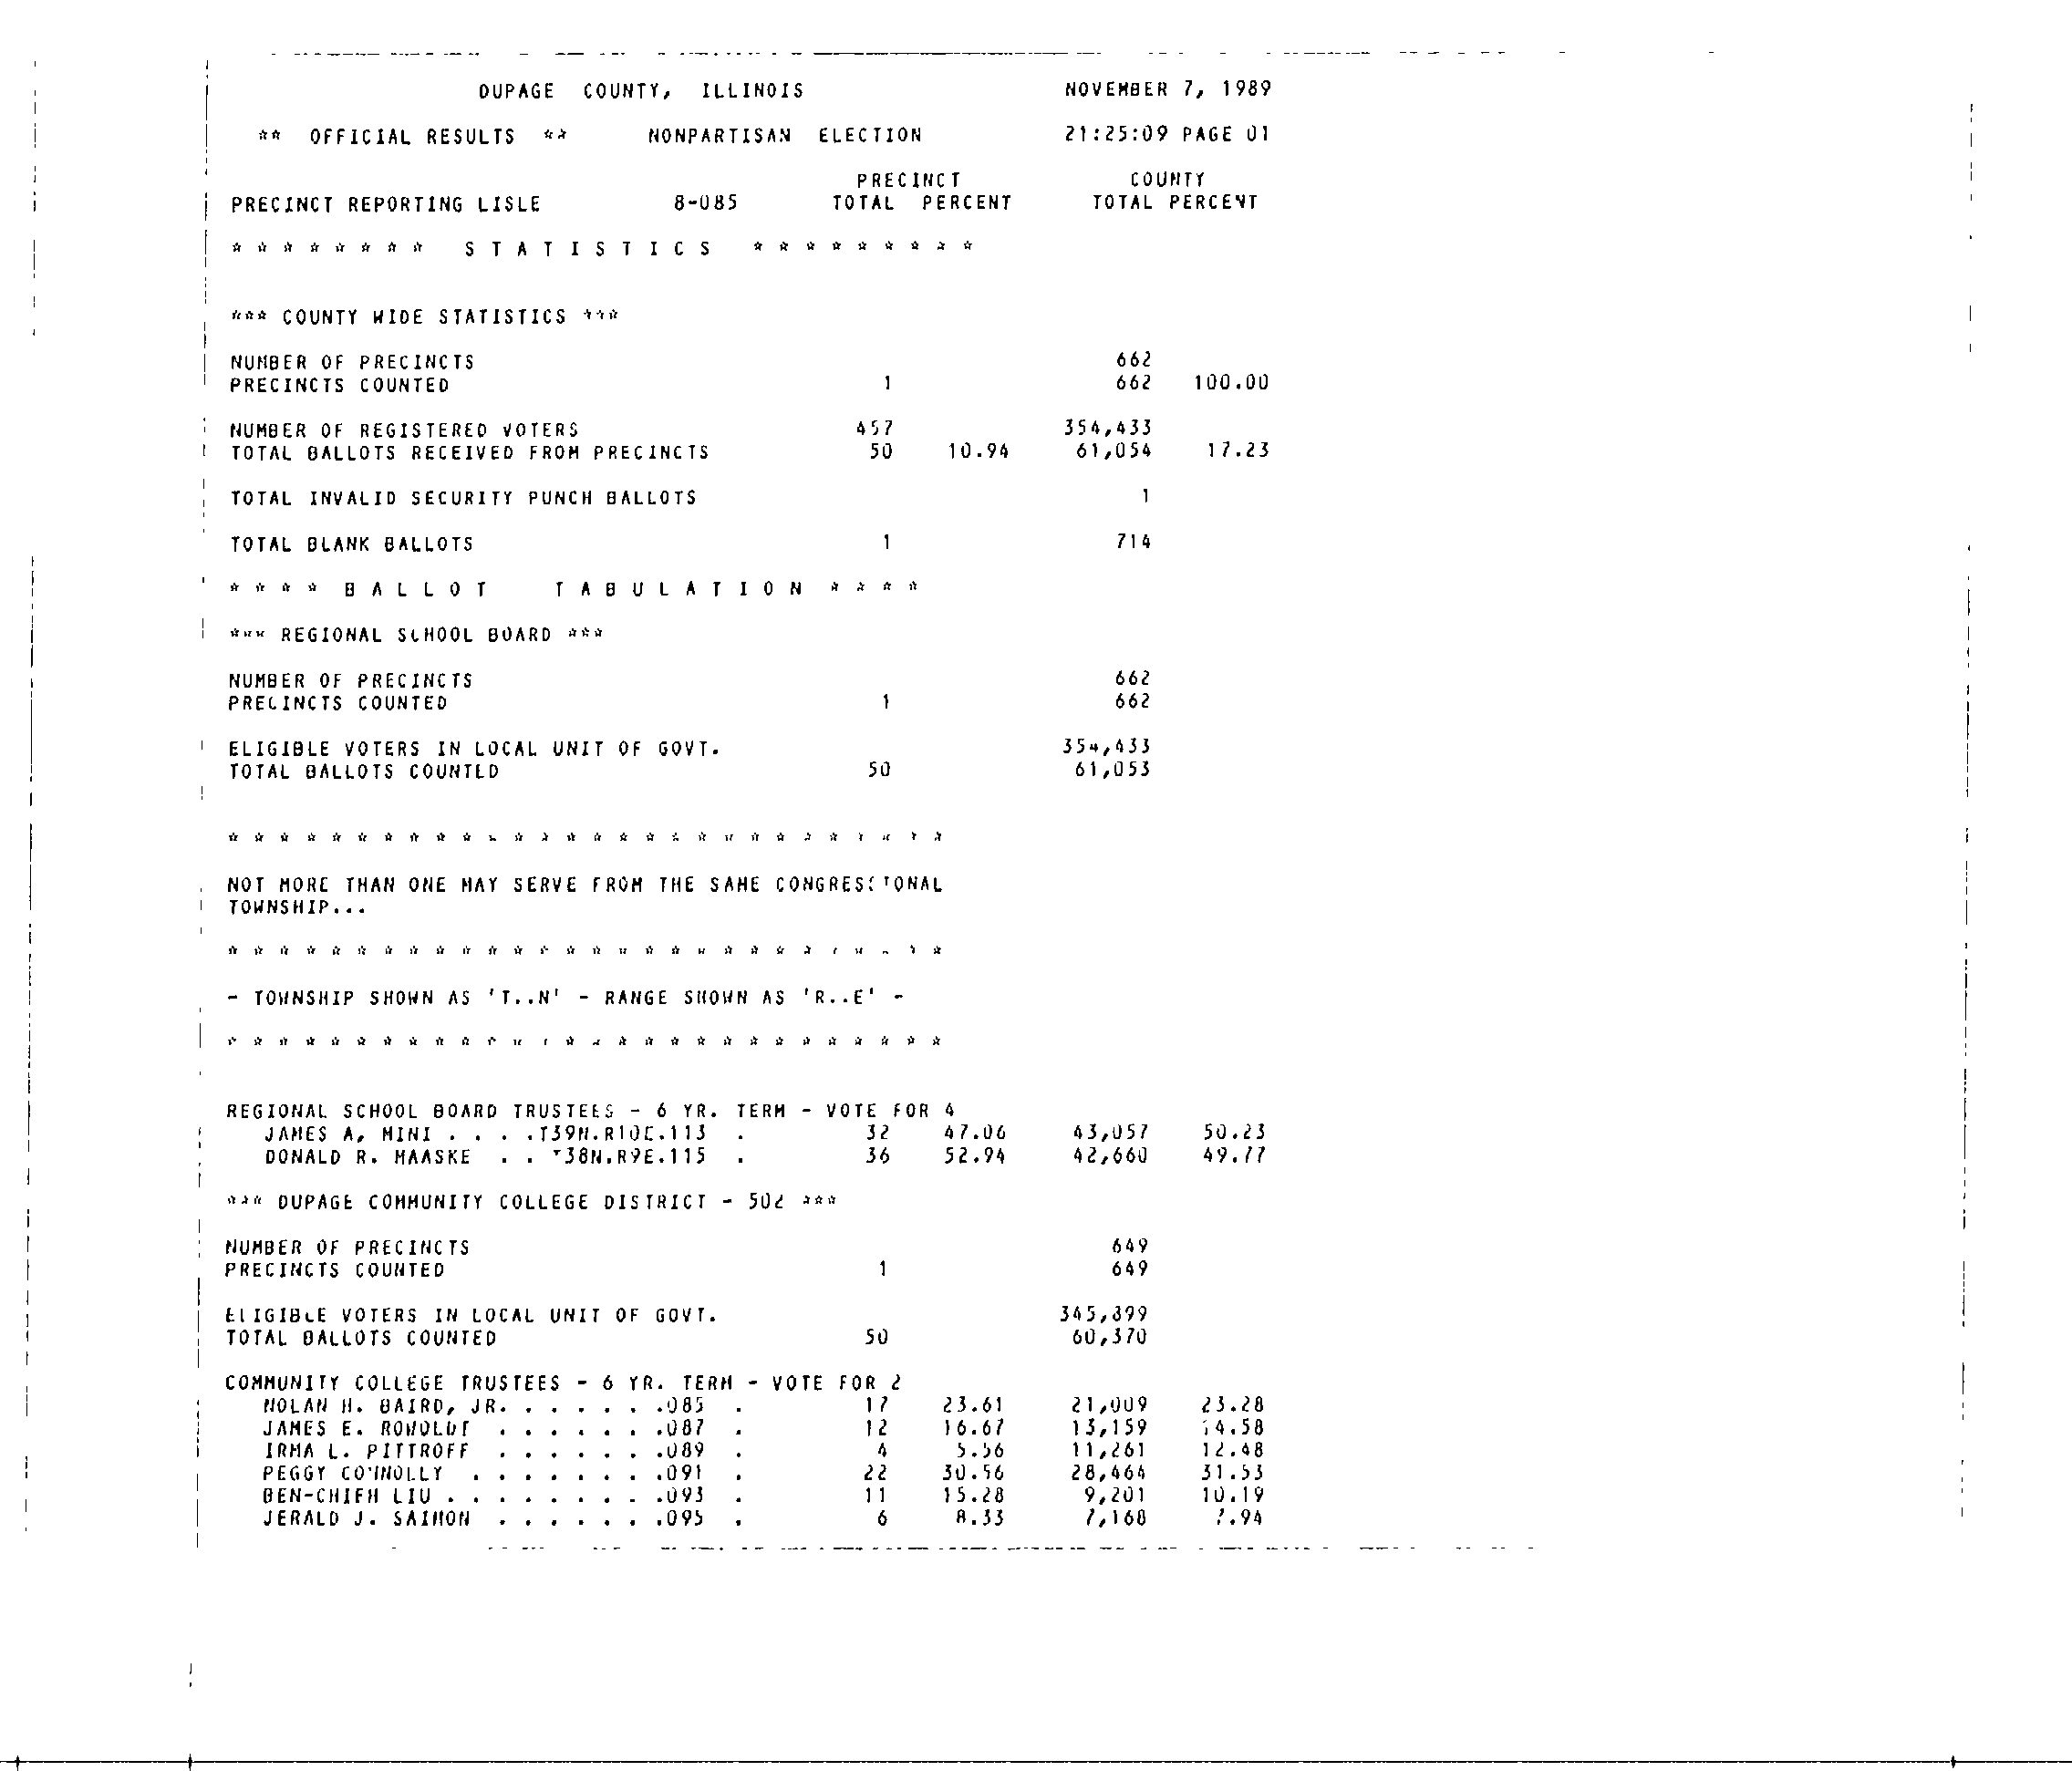 DUPAGE COUNTY, ILLINOIS NOVEMBER 7, 1989
** OFFICIAL RESULTS ** NONPARTISAN ELECTION 21:25:09 PAGE 01
PRECINCT COUNTY
PRECINCT REPORTING LISLE 8-085 TOTAL PERCENT TOTAL PERCENT
* * * * * * * * S T A T I S T I C S * * * * * * * * *
*** COUNTY WIDE STATISTICS ***
NUMBER OF PRECINCTS 662
PRECINCTS COUNTED 1 662 100.00
NUMBER OF REGISTERED VOTERS 457 354,433
TOTAL BALLOTS RECEIVED FROM PRECINCTS 50 10.94 61,054 17.23
TOTAL INVALID SECURITY PUNCH BALLOTS 1
TOTAL BLANK BALLOTS 1 714
* * * * B A L L O T T A B U L A T I O N * * * *
*** REGIONAL SCHOOL BOARD ***
NUMBER OF PRECINCTS 662
PRECINCTS COUNTED 1 662
ELIGIBLE VOTERS IN LOCAL UNIT OF GOVT. 354,433
TOTAL BALLOTS COUNTED 50 61,053
* * * * * * * * * * * * * * * * * * * * * * * * * * * *
NOT MORE THAN ONE MAY SERVE FROM THE SAME CONGRESSIONAL
TOWNSHIP...
* * * * * * * * * * * * * * * * * * * * * * * * * * * *
- TOWNSHIP SHOWN AS 'T..N' - RANGE SHOWN AS 'R..E' -
* * * * * * * * * * * * * * * * * * * * * * * * * * * *
REGIONAL SCHOOL BOARD TRUSTEES - 6 YR. TERM - VOTE FOR 4
JAMES A, MINI . . . .T39N.R10E.113 . 32 47.06 43,057 50.23
DONALD R. MAASKE . . T38N.R9E.115 . 36 52.94 42,660 49.77
*** DUPAGE COMMUNITY COLLEGE DISTRICT - 502 ***
NUMBER OF PRECINCTS 649
PRECINCTS COUNTED 1 649
ELIGIBLE VOTERS IN LOCAL UNIT OF GOVT. 345,899
TOTAL BALLOTS COUNTED 50 60,370
COMMUNITY COLLEGE TRUSTEES - 6 YR. TERM - VOTE FOR 2
NOLAN H. BAIRD, JR. . . . . . .085 . 17 23.61 21,009 23.28
JAMES E. ROWOLDT . . . . . . .087 . 12 16.67 13,159 14.58
IRMA L. PITTROFF . . . . . . .089 . 4 5.56 11,261 12.48
PEGGY CONNOLLY . . . . . . . .091 . 22 30.56 28,464 31.53
BEN-CHIEH LIU . . . . . . . . .093 . 11 15.28 9,201 10.19
JERALD J. SAIMON . . . . . . .095 . 6 8.33 7,168 7.94